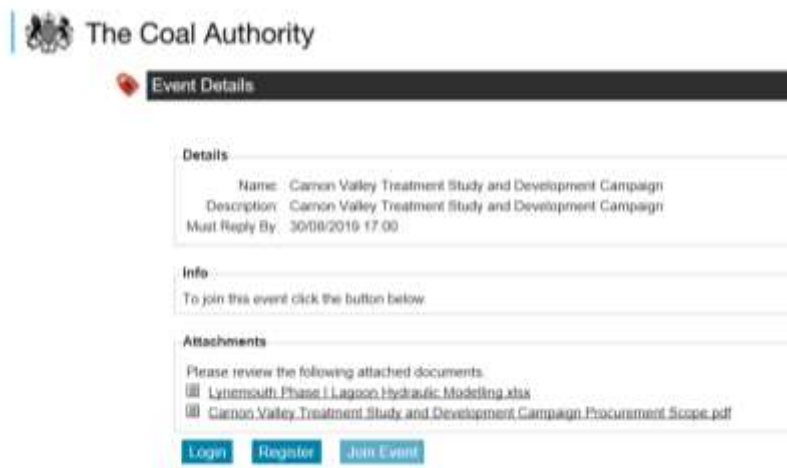 The Coal Authority
Event Details
Details
Name: Carnon Valley Treatment Study and Development Campaign
Description: Carnon Valley Treatment Study and Development Campaign
Must Reply By: 30/08/2016 17:00
Info
To join this event click the button below.
Attachments
Please review the following attached documents.
Lynemouth Phase I Lagoon Hydraulic Modelling.xlsx
Carnon Valley Treatment Study and Development Campaign Procurement Scope.pdf
Login Register Join Event